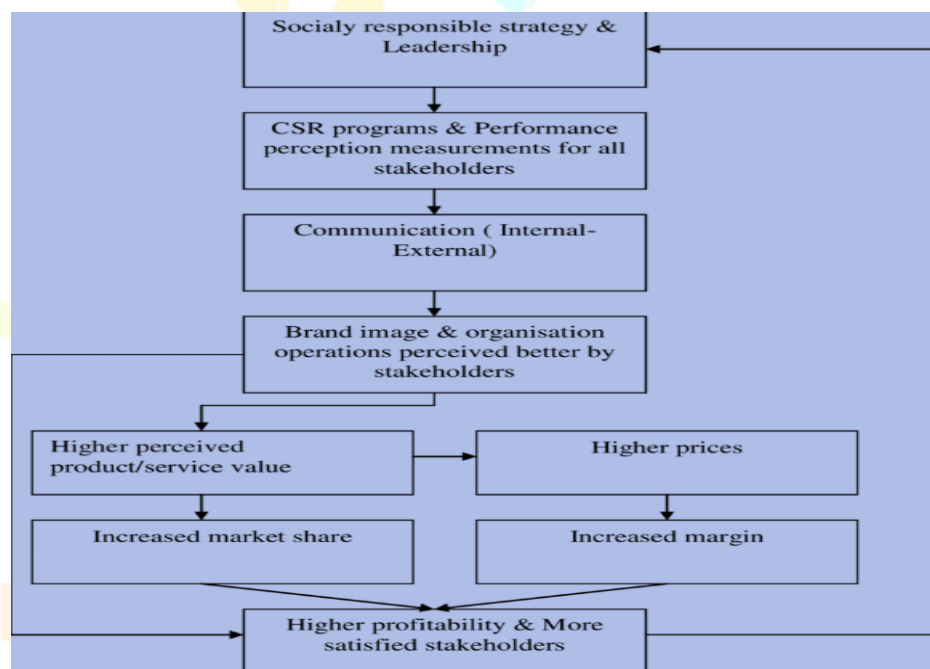 Socialy responsible strategy &
Leadership
CSR programs & Performance
perception measurements for all
stakeholders
Communication ( Internal-
External)
Brand image & organisation
operations perceived better by
stakeholders
Higher perceived
product/service value
Higher prices
Increased market share
Increased margin
Higher profitability & More
satisfied stakeholders